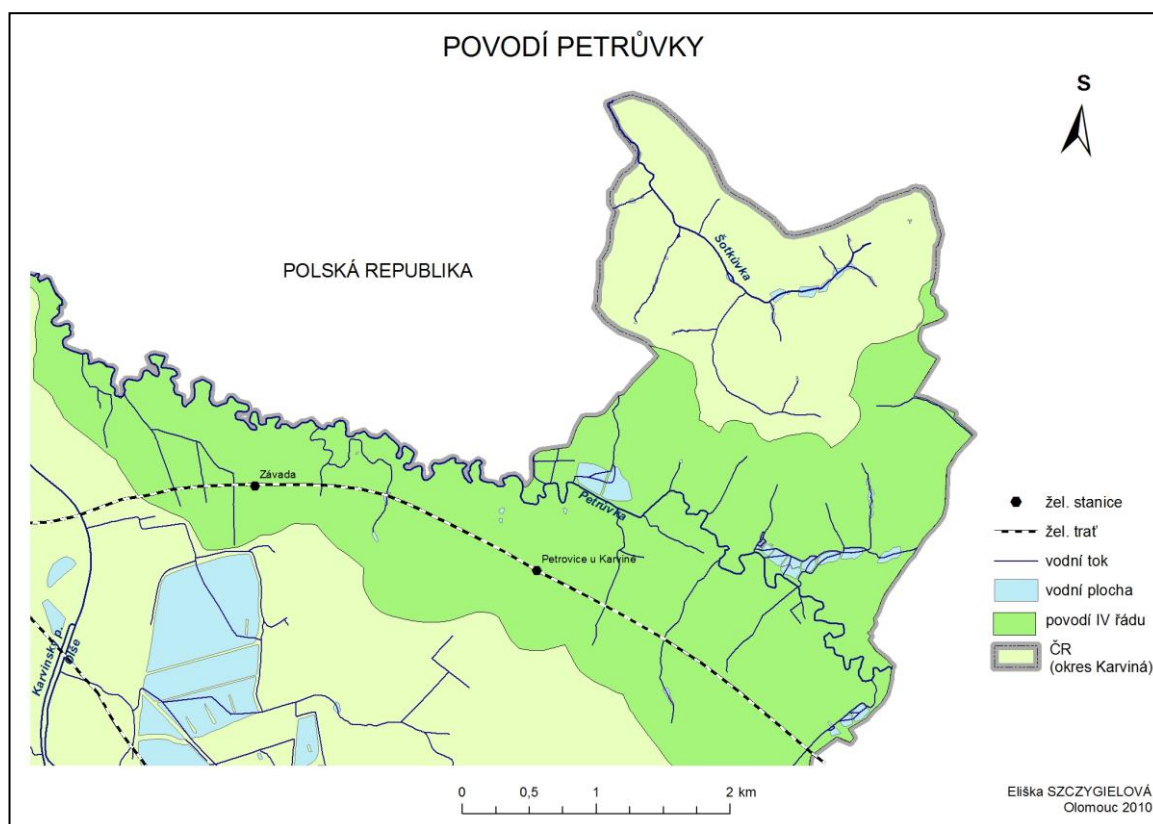 POVODÍ PETRŮVKY
S
POLSKÁ REPUBLIKA
Šotkůvka
Závada
Petrůvka
Petrovice u Karviné
Karvinský p.
Olše
žel. stanice
žel. trať
vodní tok
vodní plocha
povodí IV řádu
ČR
(okres Karviná)
0 0,5 1 2 km
Eliška SZCZYGIELOVÁ
Olomouc 2010